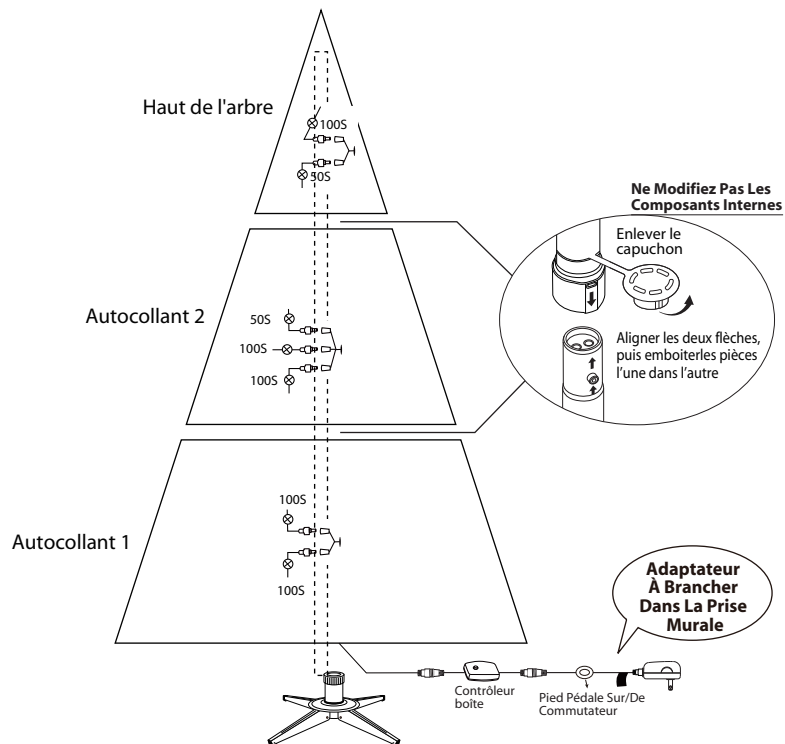 Haut de l'arbre
100S
50S
Ne Modifiez Pas Les
Composants Internes
Enlever le
capuchon
Aligner les deux flèches,
puis emboiterles pièces
l'une dans l'autre
Autocollant 2
50S
100S
100S
Autocollant 1
100S
100S
Adaptateur
À Brancher
Dans La Prise
Murale
Contrôleur
boîte
Pied Pédale Sur/De
Commutateur